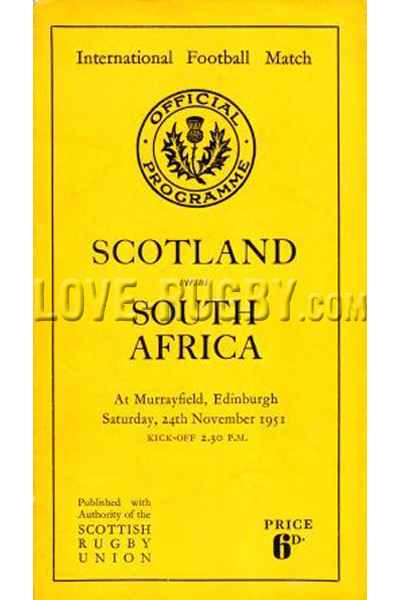 International Football Match
OFFICIAL
PROGRAMME
SCOTLAND
versus
LOVE-RUGBY.com
SOUTH
AFRICA
At Murrayfield, Edinburgh
Saturday, 24th November 1951
KICK-OFF 2.30 P.M.
Published with
Authority of the
SCOTTISH
RUGBY
UNION
PRICE
6D.